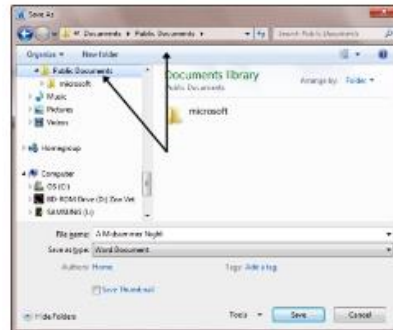 Save As
« Documents ▸ Public Documents ▸
Search Public Documents
Organize ▾ New folder
Public Documents
microsoft
Music
Pictures
Videos
Homegroup
Computer
OS (C:)
BD-ROM Drive (D:) Zoo Vet
SAMSUNG (L:)
Documents library
Public Documents
Arrange by: Folder ▾
microsoft
File name: A Midsummer Night
Save as type: Word Document
Authors: Home
Tags: Add a tag
Save Thumbnail
Hide Folders
Tools ▾
Save
Cancel